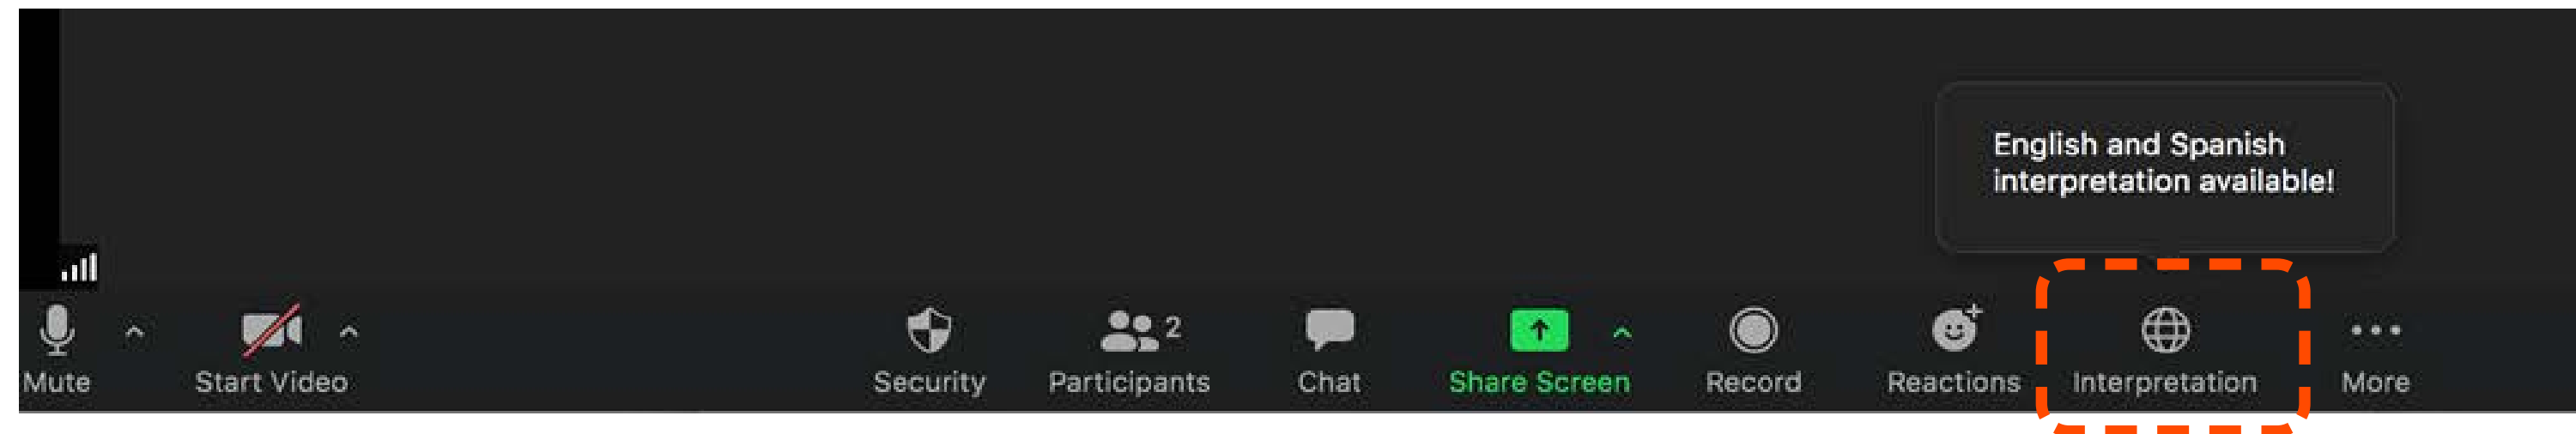 English and Spanish
interpretation available!
2
Mute
Start Video
Security
Participants
Chat
Share Screen
Record
Reactions
Interpretation
More